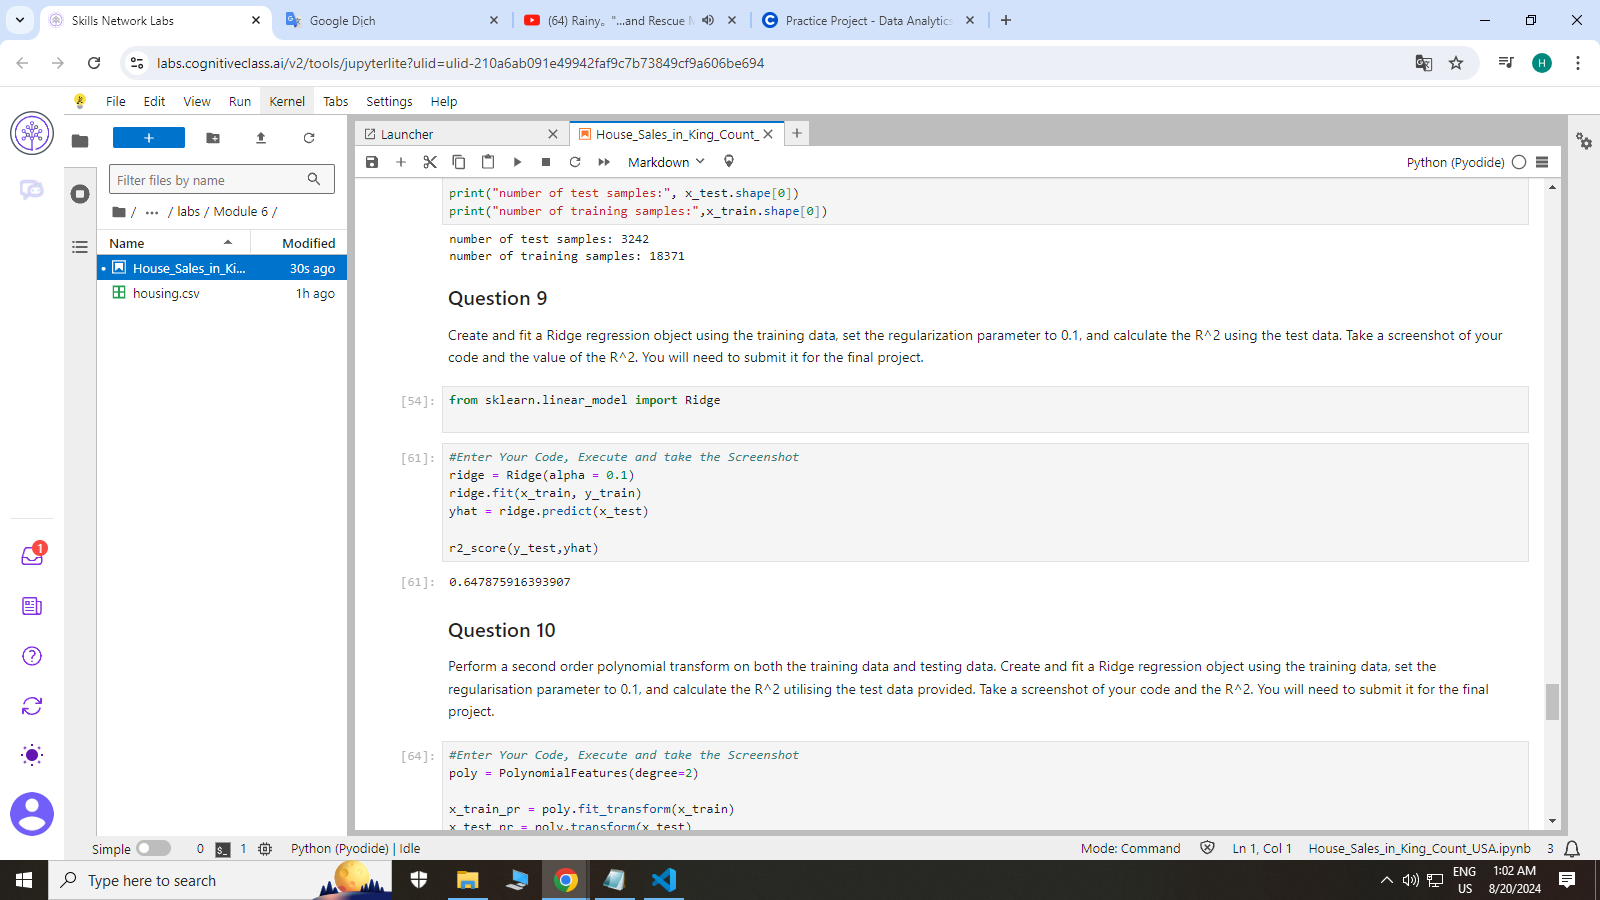 Skills Network Labs
Google Dịch
(64) Rainy。"...and Rescue
Practice Project - Data Analytics
labs.cognitiveclass.ai/v2/tools/jupyterlite?ulid=ulid-210a6ab091e49942faf9c7b73849cf9a606be694
H
File Edit View Run Kernel Tabs Settings Help
Launcher
House_Sales_in_King_Count_
Markdown
Python (Pyodide)
Filter files by name
/ ... / labs / Module 6 /
Name Modified
House_Sales_in_Ki... 30s ago
housing.csv 1h ago
print("number of test samples:", x_test.shape[0])
print("number of training samples:",x_train.shape[0])
number of test samples: 3242
number of training samples: 18371
Question 9
Create and fit a Ridge regression object using the training data, set the regularization parameter to 0.1, and calculate the R^2 using the test data. Take a screenshot of your
code and the value of the R^2. You will need to submit it for the final project.
[54]: from sklearn.linear_model import Ridge
[61]: #Enter Your Code, Execute and take the Screenshot
ridge = Ridge(alpha = 0.1)
ridge.fit(x_train, y_train)
yhat = ridge.predict(x_test)
r2_score(y_test,yhat)
[61]: 0.647875916393907
Question 10
Perform a second order polynomial transform on both the training data and testing data. Create and fit a Ridge regression object using the training data, set the
regularisation parameter to 0.1, and calculate the R^2 utilising the test data provided. Take a screenshot of your code and the R^2. You will need to submit it for the final
project.
[64]: #Enter Your Code, Execute and take the Screenshot
poly = PolynomialFeatures(degree=2)
x_train_pr = poly.fit_transform(x_train)
x_test_pr = poly.transform(x_test)
1
Simple 0 $_ 1 Python (Pyodide) | Idle Mode: Command Ln 1, Col 1 House_Sales_in_King_Count_USA.ipynb 3
Type here to search
ENG
US
1:02 AM
8/20/2024